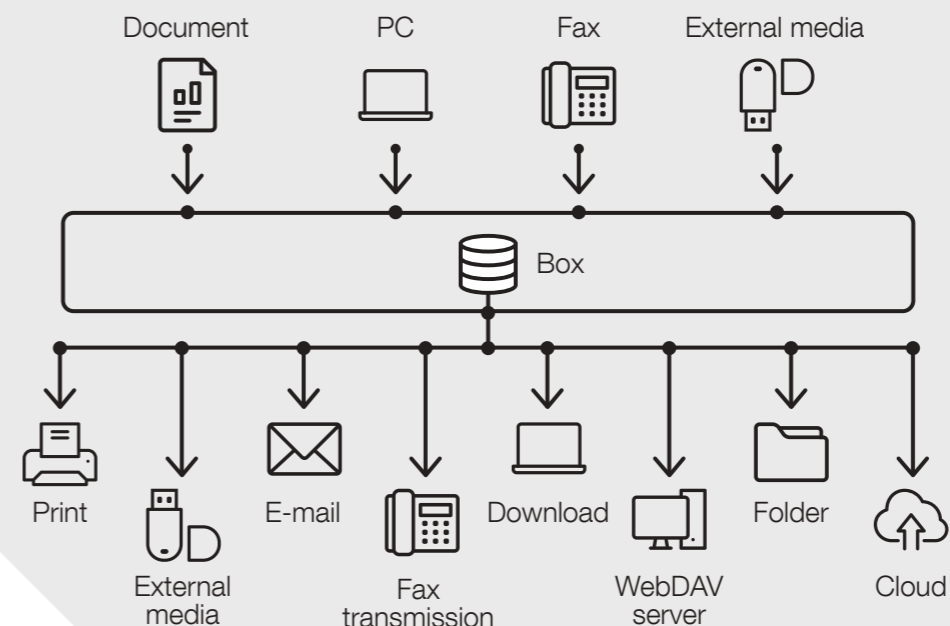 Document
PC
Fax
External media
Box
Print
External
media
E-mail
Fax
transmission
Download
WebDAV
server
Folder
Cloud